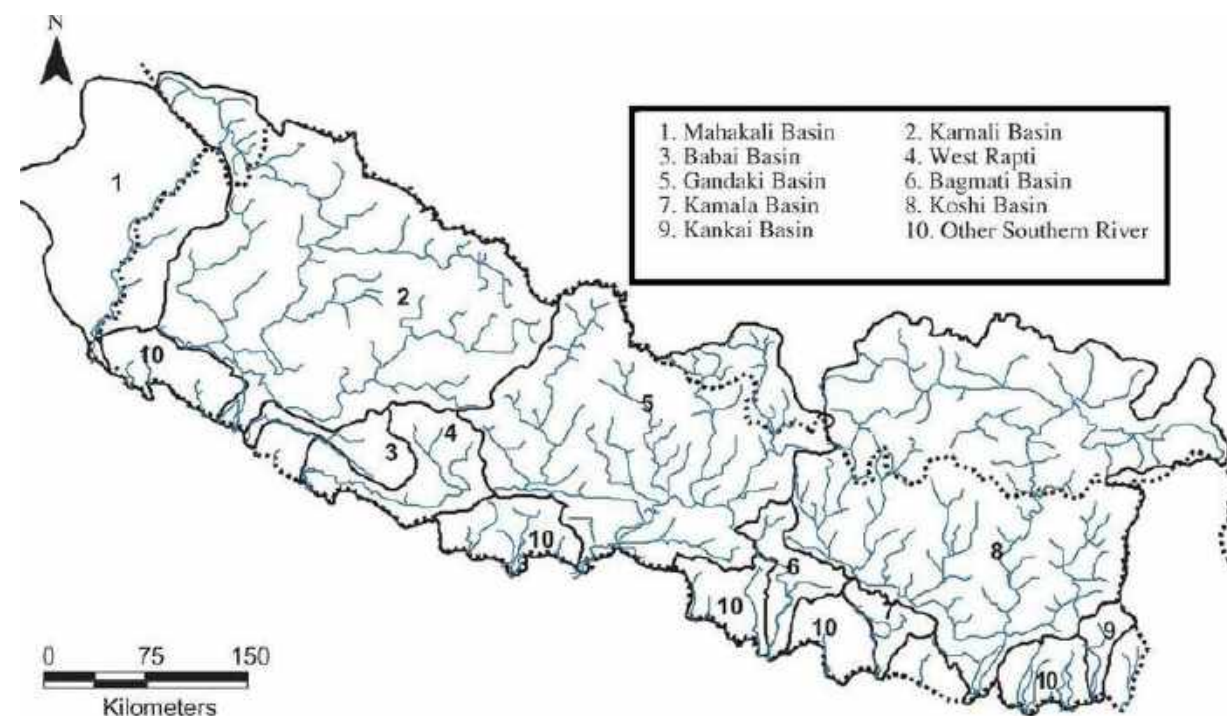 N
1. Mahakali Basin 2. Karnali Basin
3. Babai Basin 4. West Rapti
5. Gandaki Basin 6. Bagmati Basin
7. Kamala Basin 8. Koshi Basin
9. Kankai Basin 10. Other Southern River
1
2
10
5
4
3
10
8
6
10
10
9
10
0 75 150
Kilometers